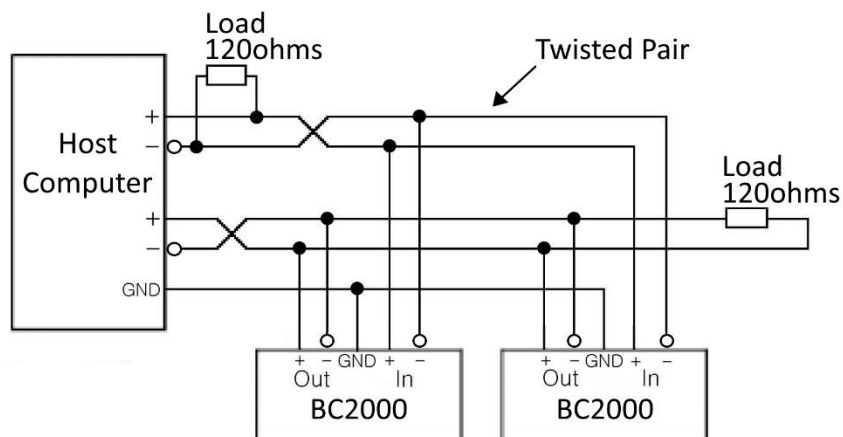 Load
120ohms
Twisted Pair
+
−
Host
Computer
Load
120ohms
+
−
GND
+ − GND + −
Out In
BC2000
+ − GND + −
Out In
BC2000